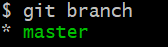 $ git branch
* master